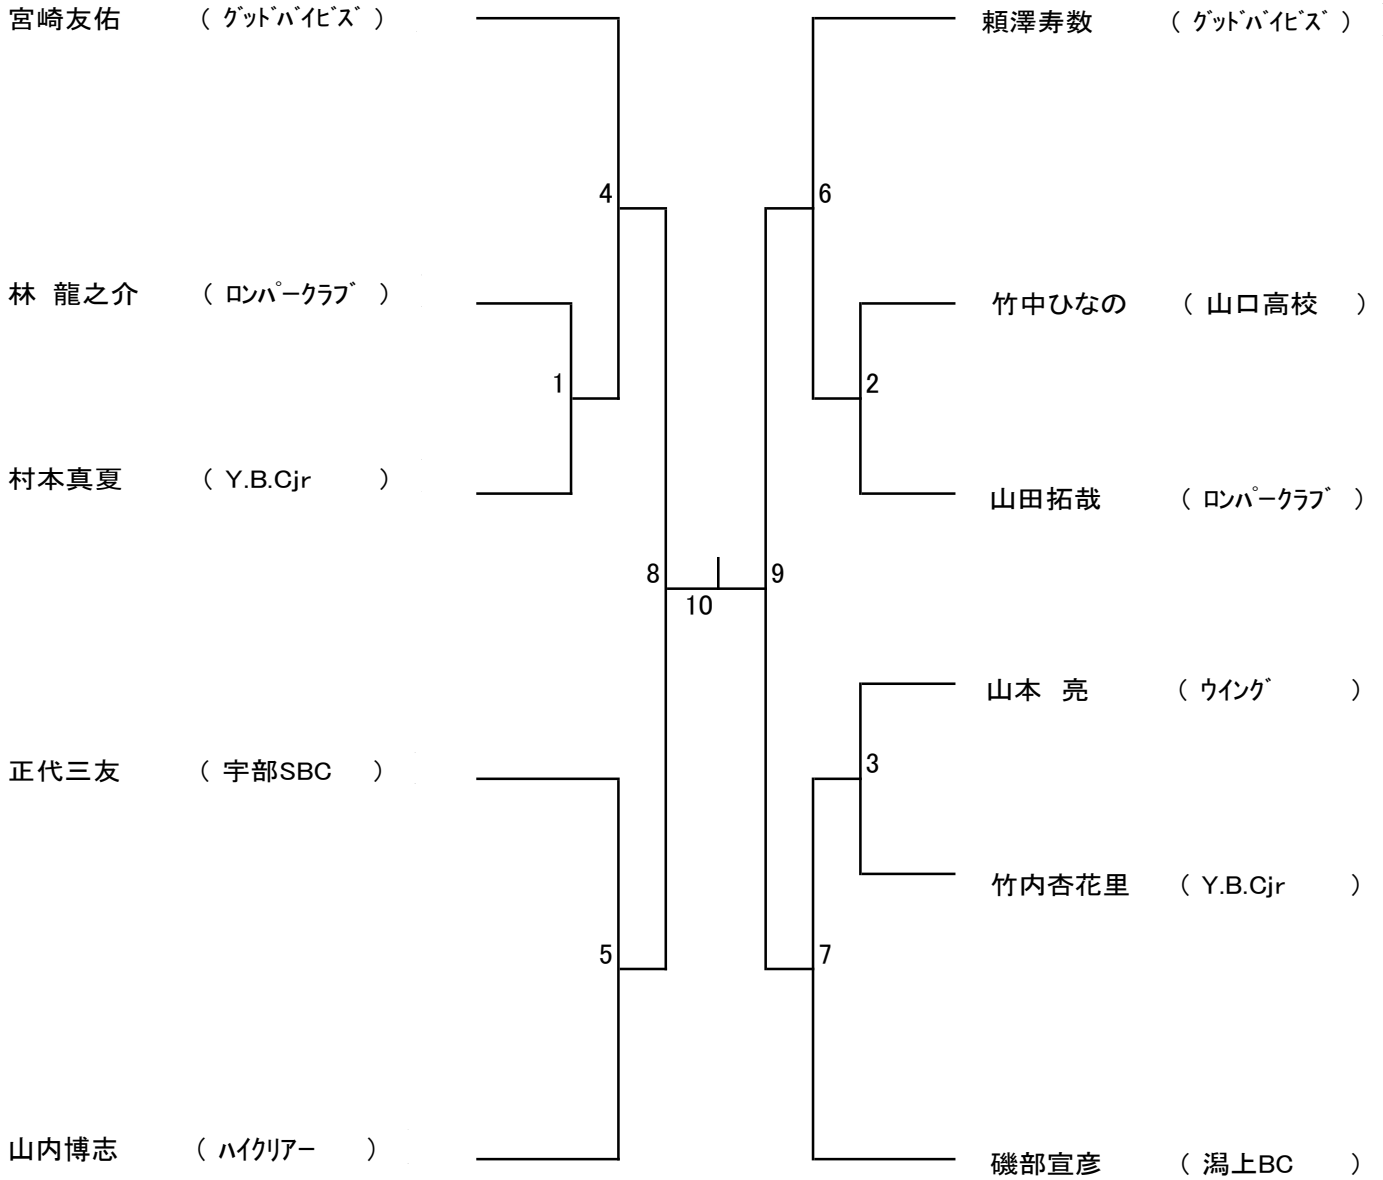 宮崎友佑 ( グッドバイビズ )
4
林 龍之介 ( ロンパークラブ )
1
村本真夏 ( Y.B.Cjr )
8
10
正代三友 ( 宇部SBC )
5
山内博志 ( ハイクリアー )
頼澤寿数 ( グッドバイビズ )
6
竹中ひなの ( 山口高校 )
2
山田拓哉 ( ロンパークラブ )
9
山本 亮 ( ウイング )
3
竹内杏花里 ( Y.B.Cjr )
7
磯部宣彦 ( 潟上BC )